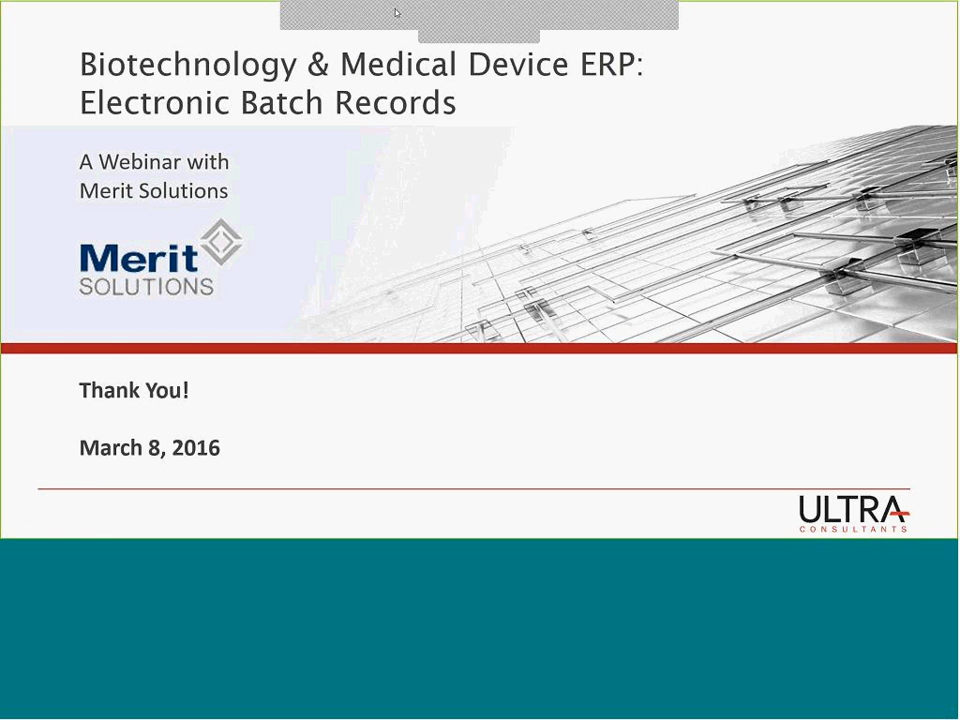 Biotechnology & Medical Device ERP:
Electronic Batch Records
A Webinar with
Merit Solutions
Merit
SOLUTIONS
Thank You!
March 8, 2016
ULTRA
CONSULTANTS